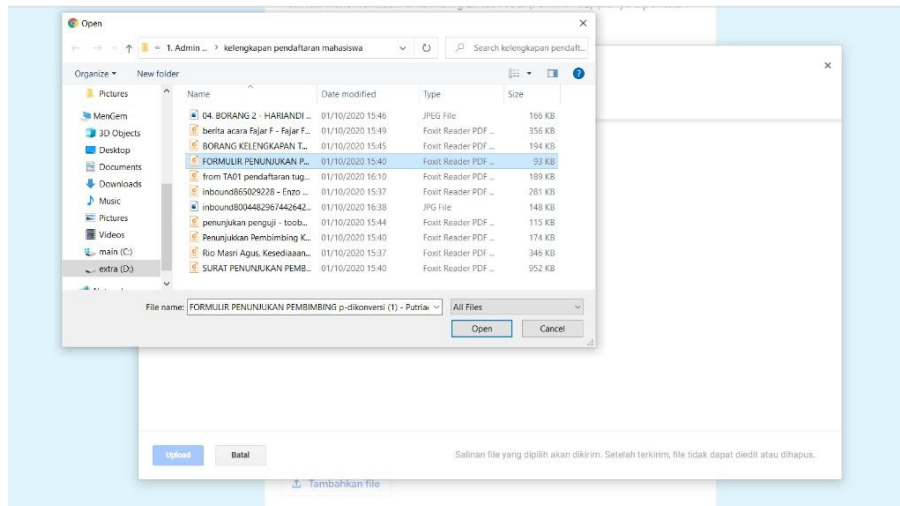 Open
1. Admin ... > kelengkapan pendaftaran mahasiswa
Search kelengkapan pendaft...
Organize
New folder
Name Date modified Type Size
Pictures
MenGem
3D Objects
Desktop
Documents
Downloads
Music
Pictures
Videos
main (C:)
extra (D:)
04. BORANG 2 - HARIANDI ... 01/10/2020 15:46 JPEG File 166 KB
berita acara Fajar F - Fajar F... 01/10/2020 15:49 Foxit Reader PDF ... 356 KB
BORANG KELENGKAPAN T... 01/10/2020 15:45 Foxit Reader PDF ... 194 KB
FORMULIR PENUNJUKAN P... 01/10/2020 15:40 Foxit Reader PDF ... 93 KB
from TA01 pendaftaran tug... 01/10/2020 16:10 Foxit Reader PDF ... 189 KB
inbound865029228 - Enzo ... 01/10/2020 15:37 Foxit Reader PDF ... 281 KB
inbound8004482967442642... 01/10/2020 16:38 JPG File 148 KB
penunjukan penguji - toob... 01/10/2020 15:44 Foxit Reader PDF ... 115 KB
Penunjukkan Pembimbing K... 01/10/2020 15:40 Foxit Reader PDF ... 174 KB
Rio Masri Agus, Kesediaaan... 01/10/2020 15:37 Foxit Reader PDF ... 346 KB
SURAT PENUNJUKAN PEMB... 01/10/2020 15:40 Foxit Reader PDF ... 952 KB
File name: FORMULIR PENUNJUKAN PEMBIMBING p-dikonversi (1) - Putria
All Files
Open Cancel
Upload Batal
Salinan file yang dipilih akan dikirim. Setelah terkirim, file tidak dapat diedit atau dihapus.
Tambahkan file